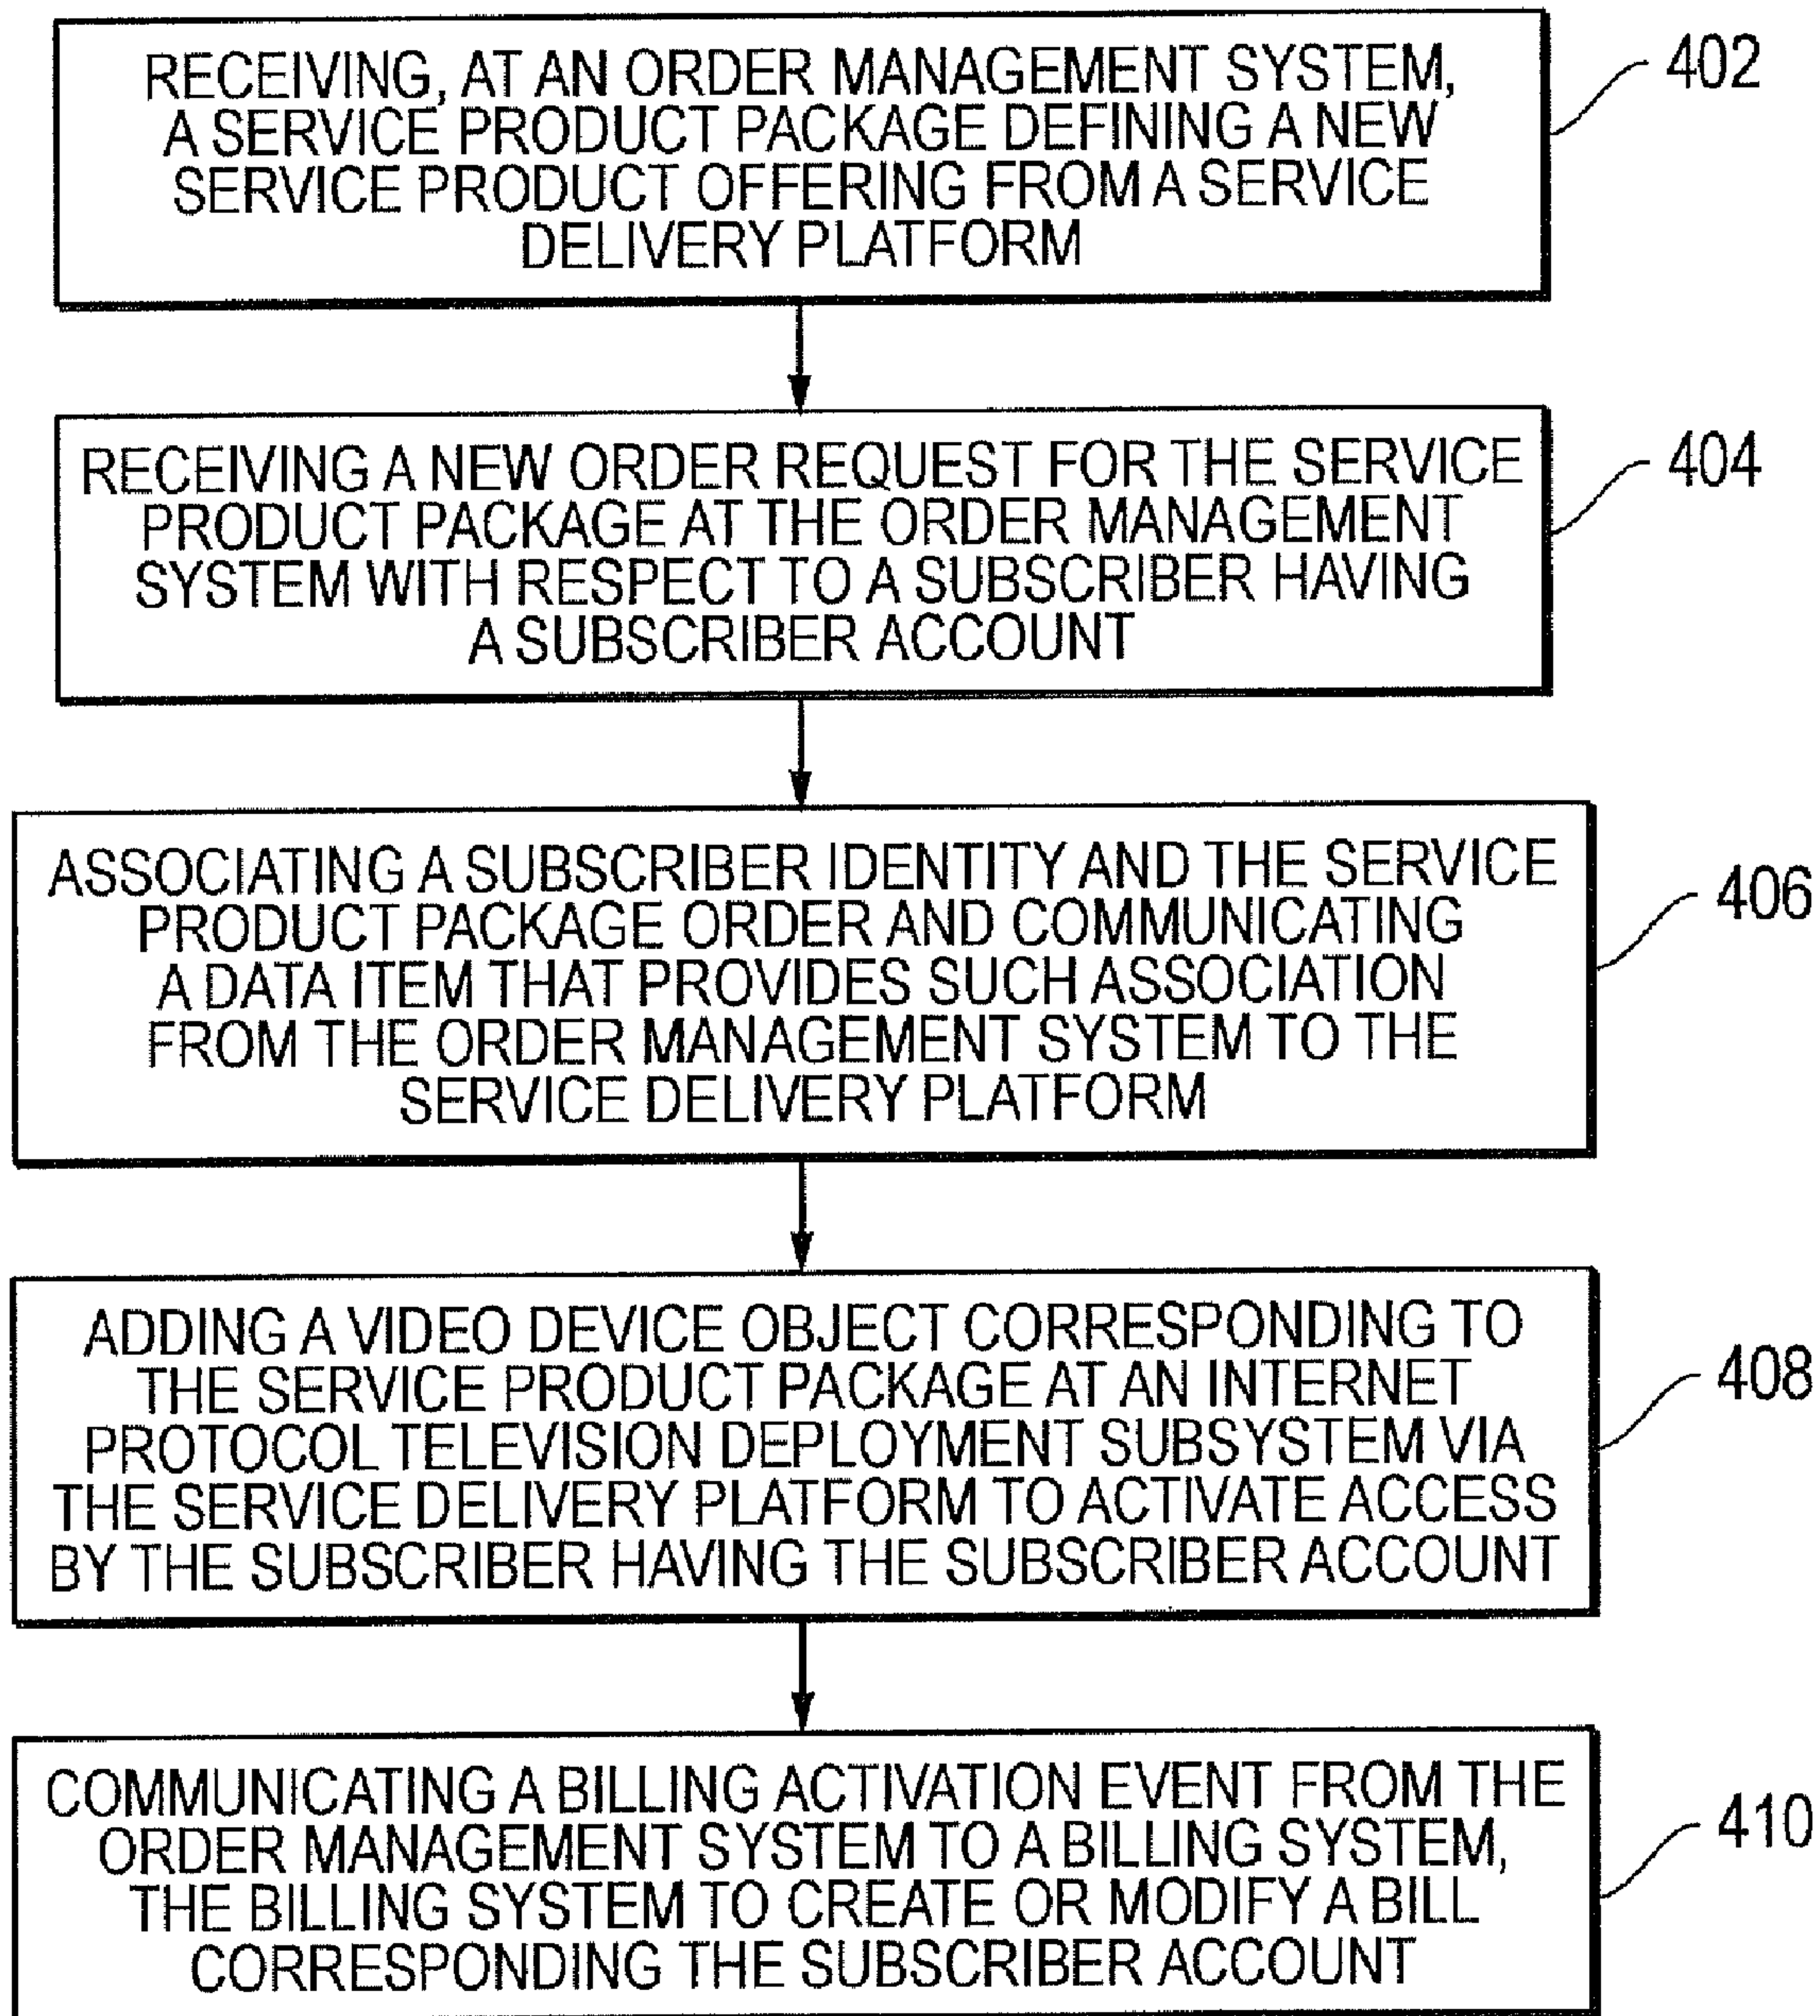 RECEIVING, AT AN ORDER MANAGEMENT SYSTEM,
A SERVICE PRODUCT PACKAGE DEFINING A NEW
SERVICE PRODUCT OFFERING FROM A SERVICE
DELIVERY PLATFORM
402
RECEIVING A NEW ORDER REQUEST FOR THE SERVICE
PRODUCT PACKAGE AT THE ORDER MANAGEMENT
SYSTEM WITH RESPECT TO A SUBSCRIBER HAVING
A SUBSCRIBER ACCOUNT
404
ASSOCIATING A SUBSCRIBER IDENTITY AND THE SERVICE
PRODUCT PACKAGE ORDER AND COMMUNICATING
A DATA ITEM THAT PROVIDES SUCH ASSOCIATION
FROM THE ORDER MANAGEMENT SYSTEM TO THE
SERVICE DELIVERY PLATFORM
406
ADDING A VIDEO DEVICE OBJECT CORRESPONDING TO
THE SERVICE PRODUCT PACKAGE AT AN INTERNET
PROTOCOL TELEVISION DEPLOYMENT SUBSYSTEM VIA
THE SERVICE DELIVERY PLATFORM TO ACTIVATE ACCESS
BY THE SUBSCRIBER HAVING THE SUBSCRIBER ACCOUNT
408
COMMUNICATING A BILLING ACTIVATION EVENT FROM THE
ORDER MANAGEMENT SYSTEM TO A BILLING SYSTEM,
THE BILLING SYSTEM TO CREATE OR MODIFY A BILL
CORRESPONDING THE SUBSCRIBER ACCOUNT
410